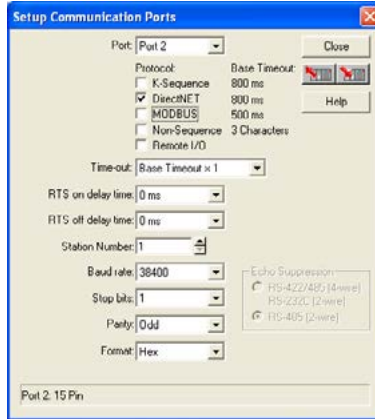 Setup Communication Ports
Port: Port 2
Close
Protocol: Base Timeout:
K-Sequence 800 ms
DirectNET 800 ms
MODBUS 500 ms
Non-Sequence 3 Characters
Remote I/O
Help
Time-out: Base Timeout × 1
RTS on delay time: 0 ms
RTS off delay time: 0 ms
Station Number: 1
Baud rate: 38400
Stop bits: 1
Parity: Odd
Format: Hex
Echo Suppression
RS-422/485 (4-wire)
RS-232C (2-wire)
RS-485 (2-wire)
Port 2: 15 Pin